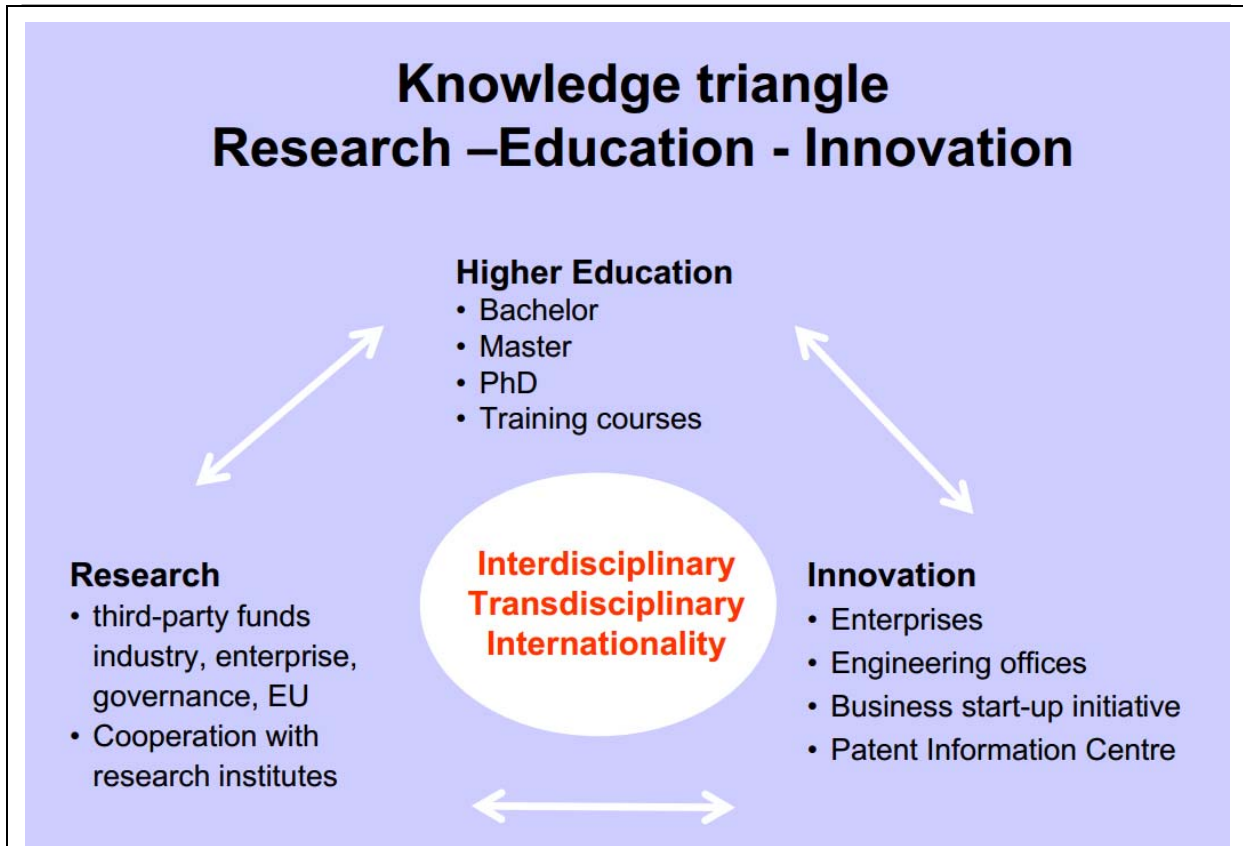 Knowledge triangle
Research –Education - Innovation
Higher Education
• Bachelor
• Master
• PhD
• Training courses
Interdisciplinary
Transdisciplinary
Internationality
Research
• third-party funds
industry, enterprise,
governance, EU
• Cooperation with
research institutes
Innovation
• Enterprises
• Engineering offices
• Business start-up initiative
• Patent Information Centre